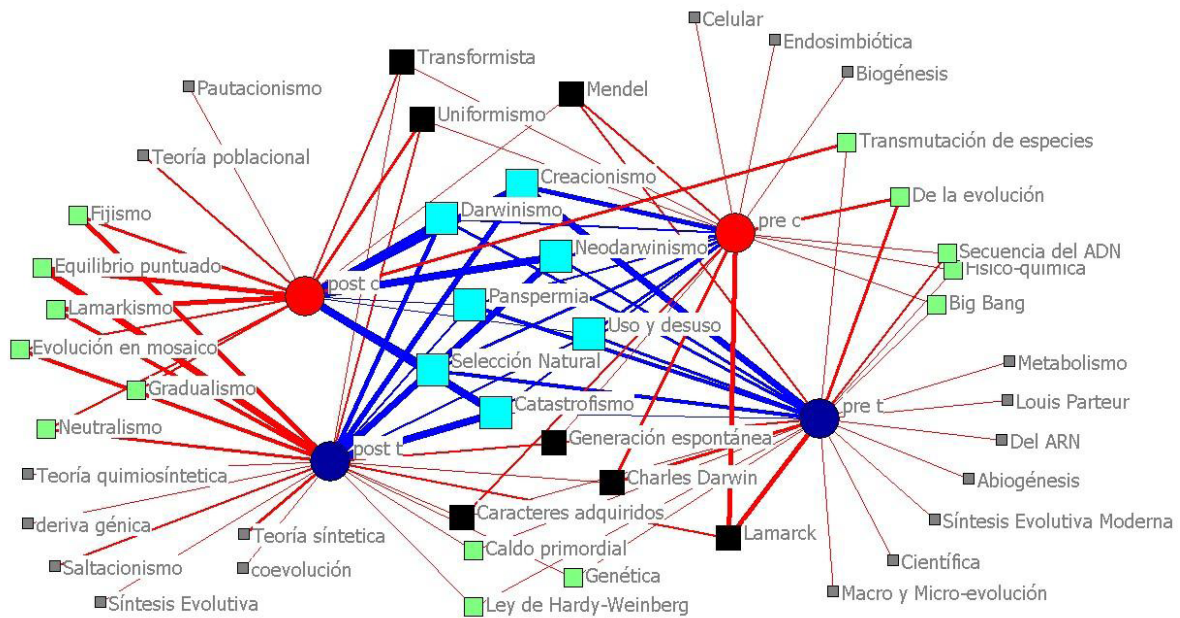 Celular
Endosimbiótica
Transformista
Biogénesis
Pautacionismo
Mendel
Uniformismo
Transmutación de especies
Teoría poblacional
Creacionismo
De la evolución
Fijismo
Darwinismo
pre c
Neodarwinismo
Secuencia del ADN
Equilibrio puntuado
Físico-química
post c
Panspermia
Lamarkismo
Big Bang
Uso y desuso
Evolución en mosaico
Selección Natural
Metabolismo
Gradualismo
pre t
Catastrofismo
Louis Parteur
Neutralismo
Generación espontánea
Del ARN
post t
Teoría quimiosíntetica
Charles Darwin
Abiogénesis
Caracteres adquiridos
deriva génica
Síntesis Evolutiva Moderna
Teoría síntetica
Lamarck
Caldo primordial
Saltacionismo
coevolución
Científica
Genética
Macro y Micro-evolución
Síntesis Evolutiva
Ley de Hardy-Weinberg